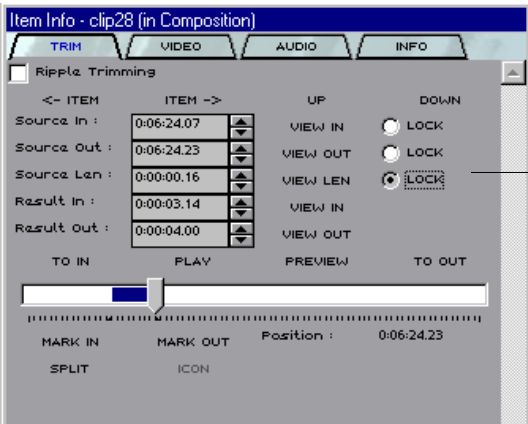 Item Info - clip28 (in Composition)
TRIM VIDEO AUDIO INFO
Ripple Trimming
<- ITEM ITEM -> UP DOWN
Source In : 0:06:24.07 VIEW IN LOCK
Source Out : 0:06:24.23 VIEW OUT LOCK
Source Len : 0:00:00.16 VIEW LEN LOCK
Result In : 0:00:03.14 VIEW IN
Result Out : 0:00:04.00 VIEW OUT
TO IN PLAY PREVIEW TO OUT
MARK IN MARK OUT Position : 0:06:24.23
SPLIT ICON